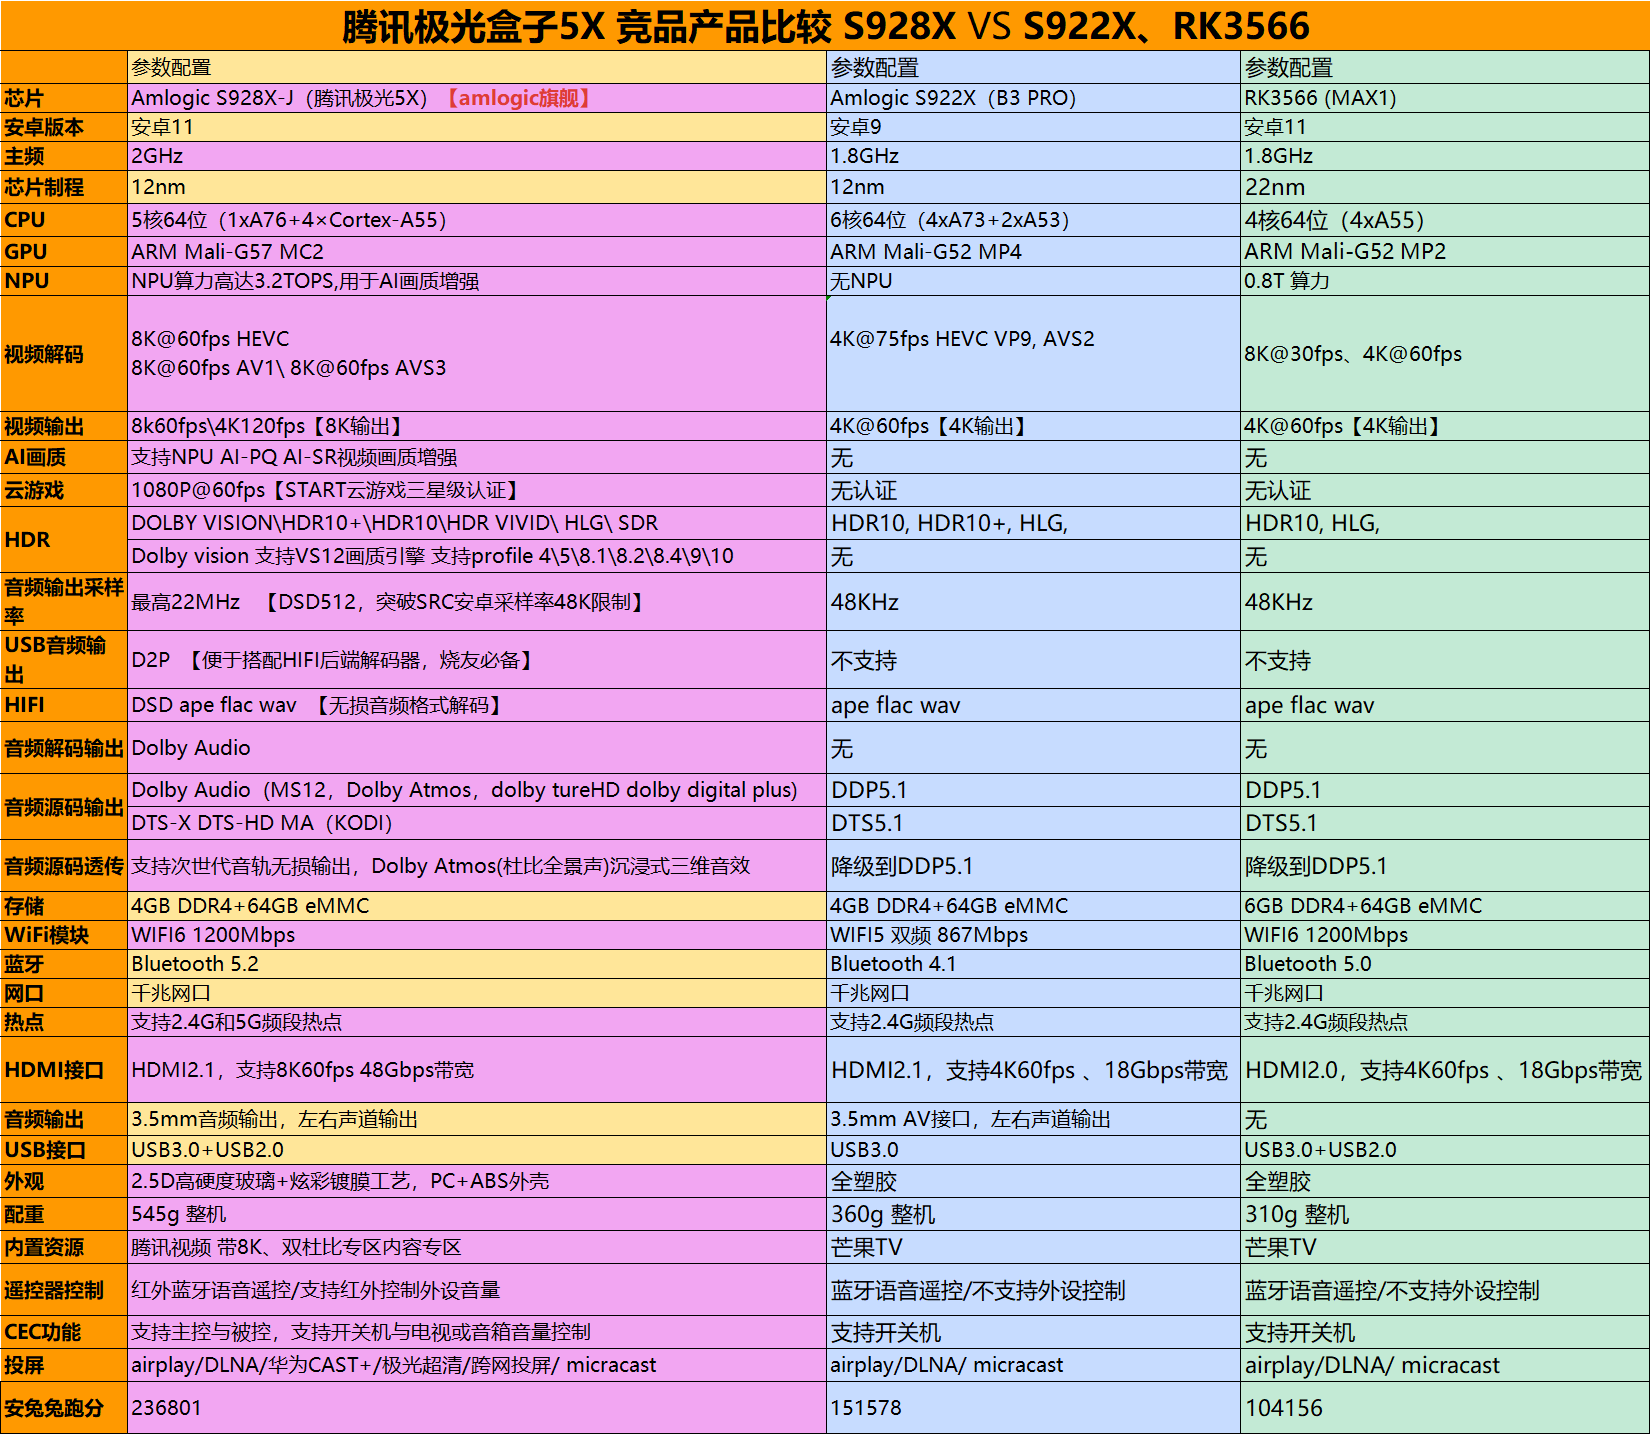 腾讯极光盒子5X 竞品产品比较 S928X VS S922X、RK3566
参数配置 参数配置 参数配置
芯片 Amlogic S928X-J（腾讯极光5X）【amlogic旗舰】 Amlogic S922X（B3 PRO） RK3566 (MAX1)
安卓版本 安卓11 安卓9 安卓11
主频 2GHz 1.8GHz 1.8GHz
芯片制程 12nm 12nm 22nm
CPU 5核64位（1xA76+4×Cortex-A55） 6核64位（4xA73+2xA53） 4核64位（4xA55）
GPU ARM Mali-G57 MC2 ARM Mali-G52 MP4 ARM Mali-G52 MP2
NPU NPU算力高达3.2TOPS,用于AI画质增强 无NPU 0.8T 算力
视频解码 8K@60fps HEVC 4K@75fps HEVC VP9, AVS2 8K@30fps、4K@60fps
8K@60fps AV1\ 8K@60fps AVS3
视频输出 8k60fps\4K120fps【8K输出】 4K@60fps【4K输出】 4K@60fps【4K输出】
AI画质 支持NPU AI-PQ AI-SR视频画质增强 无 无
云游戏 1080P@60fps【START云游戏三星级认证】 无认证 无认证
HDR DOLBY VISION\HDR10+\HDR10\HDR VIVID\ HLG\ SDR HDR10, HDR10+, HLG, HDR10, HLG,
Dolby vision 支持VS12画质引擎 支持profile 4\5\8.1\8.2\8.4\9\10 无 无
音频输出采样
率 最高22MHz 【DSD512，突破SRC安卓采样率48K限制】 48KHz 48KHz
USB音频输
出 D2P 【便于搭配HIFI后端解码器，烧友必备】 不支持 不支持
HIFI DSD ape flac wav 【无损音频格式解码】 ape flac wav ape flac wav
音频解码输出 Dolby Audio 无 无
音频源码输出 Dolby Audio（MS12，Dolby Atmos，dolby tureHD dolby digital plus) DDP5.1 DDP5.1
DTS-X DTS-HD MA（KODI） DTS5.1 DTS5.1
音频源码透传 支持次世代音轨无损输出，Dolby Atmos(杜比全景声)沉浸式三维音效 降级到DDP5.1 降级到DDP5.1
存储 4GB DDR4+64GB eMMC 4GB DDR4+64GB eMMC 6GB DDR4+64GB eMMC
WiFi模块 WIFI6 1200Mbps WIFI5 双频 867Mbps WIFI6 1200Mbps
蓝牙 Bluetooth 5.2 Bluetooth 4.1 Bluetooth 5.0
网口 千兆网口 千兆网口 千兆网口
热点 支持2.4G和5G频段热点 支持2.4G频段热点 支持2.4G频段热点
HDMI接口 HDMI2.1，支持8K60fps 48Gbps带宽 HDMI2.1，支持4K60fps 、18Gbps带宽 HDMI2.0，支持4K60fps 、18Gbps带宽
音频输出 3.5mm音频输出，左右声道输出 3.5mm AV接口，左右声道输出 无
USB接口 USB3.0+USB2.0 USB3.0 USB3.0+USB2.0
外观 2.5D高硬度玻璃+炫彩镀膜工艺，PC+ABS外壳 全塑胶 全塑胶
配重 545g 整机 360g 整机 310g 整机
内置资源 腾讯视频 带8K、双杜比专区内容专区 芒果TV 芒果TV
遥控器控制 红外蓝牙语音遥控/支持红外控制外设音量 蓝牙语音遥控/不支持外设控制 蓝牙语音遥控/不支持外设控制
CEC功能 支持主控与被控，支持开关机与电视或音箱音量控制 支持开关机 支持开关机
投屏 airplay/DLNA/华为CAST+/极光超清/跨网投屏/ micracast airplay/DLNA/ micracast airplay/DLNA/ micracast
安兔兔跑分 236801 151578 104156